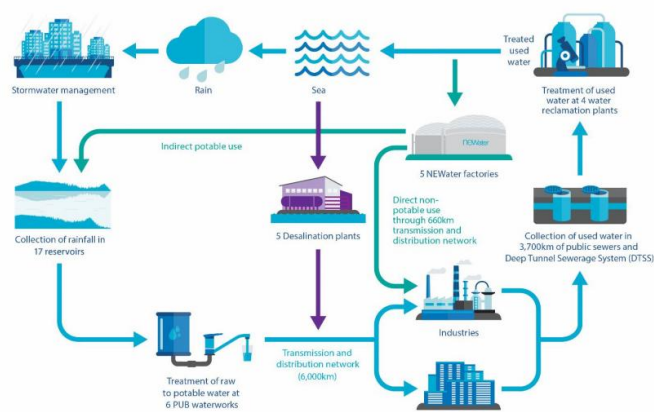 Treated
used
water
Stormwater management
Rain
Sea
Treatment of used
water at 4 water
reclamation plants
Indirect potable use
NEWater
5 NEWater factories
Direct non-
potable use
through 660km
transmission and
distribution network
Collection of rainfall in
17 reservoirs
5 Desalination plants
Collection of used water in
3,700km of public sewers and
Deep Tunnel Sewerage System (DTSS)
Industries
Treatment of raw
to potable water at
6 PUB waterworks
Transmission and
distribution network
(6,000km)